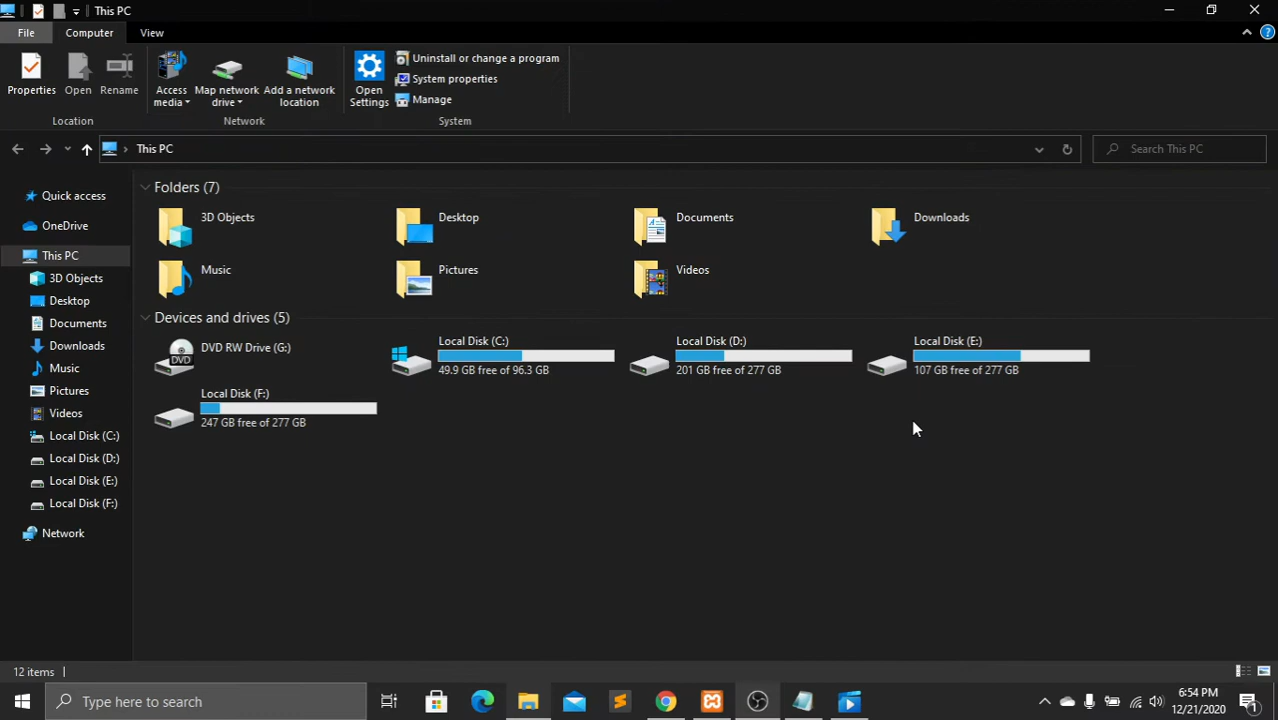 This PC
File Computer View
Properties Open Rename Access media Map network drive Add a network location Open Settings
Uninstall or change a program
System properties
Manage
Location Network System
This PC
Search This PC
Quick access
OneDrive
This PC
3D Objects
Desktop
Documents
Downloads
Music
Pictures
Videos
Local Disk (C:)
Local Disk (D:)
Local Disk (E:)
Local Disk (F:)
Network
Folders (7)
3D Objects Desktop Documents Downloads
Music Pictures Videos
Devices and drives (5)
DVD RW Drive (G:)
DVD
Local Disk (C:)
49.9 GB free of 96.3 GB
Local Disk (D:)
201 GB free of 277 GB
Local Disk (E:)
107 GB free of 277 GB
Local Disk (F:)
247 GB free of 277 GB
12 items
Type here to search
6:54 PM
12/21/2020
1